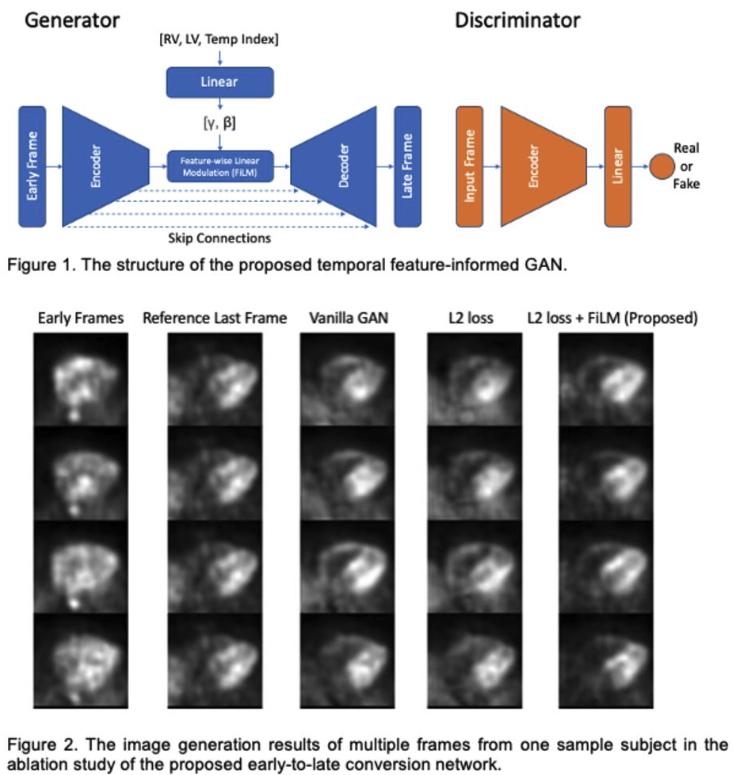 Generator
Discriminator
[RV, LV, Temp Index]
Linear
[γ, β]
Early Frame
Encoder
Feature-wise Linear
Modulation (FiLM)
Decoder
Late Frame
Skip Connections
Input Frame
Encoder
Linear
Real
or
Fake
Figure 1. The structure of the proposed temporal feature-informed GAN.
Early Frames
Reference Last Frame
Vanilla GAN
L2 loss
L2 loss + FiLM (Proposed)
Figure 2. The image generation results of multiple frames from one sample subject in the
ablation study of the proposed early-to-late conversion network.